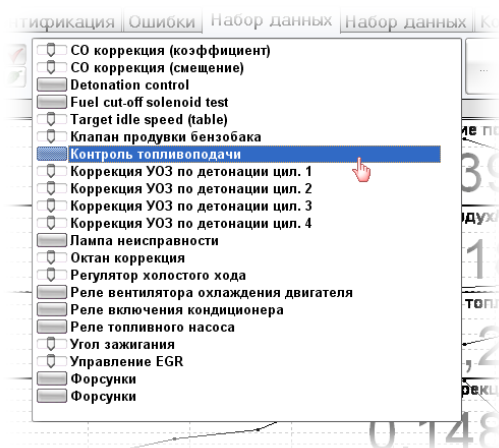 Ошибки
Набор данных
Набор данных
CO коррекция (коэффициент)
CO коррекция (смещение)
Detonation control
Fuel cut-off solenoid test
Target idle speed (table)
Клапан продувки бензобака
Контроль топливоподачи
Коррекция УОЗ по детонации цил. 1
Коррекция УОЗ по детонации цил. 2
Коррекция УОЗ по детонации цил. 3
Коррекция УОЗ по детонации цил. 4
Лампа неисправности
Октан коррекция
Регулятор холостого хода
Реле вентилятора охлаждения двигателя
Реле включения кондиционера
Реле топливного насоса
Угол зажигания
Управление EGR
Форсунки
Форсунки